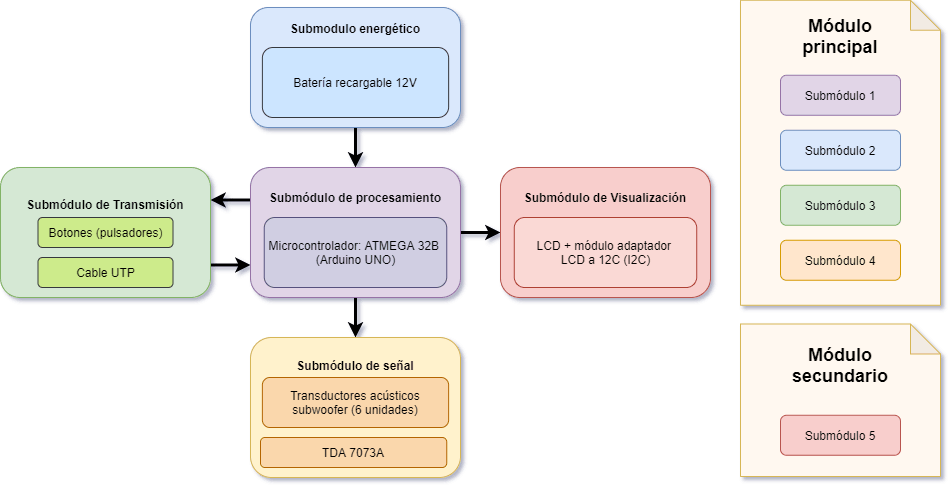 Submodulo energético
Batería recargable 12V
Submódulo de Transmisión
Botones (pulsadores)
Cable UTP
Submódulo de procesamiento
Microcontrolador: ATMEGA 32B
(Arduino UNO)
Submódulo de Visualización
LCD + módulo adaptador
LCD a 12C (I2C)
Submódulo de señal
Transductores acústicos
subwoofer (6 unidades)
TDA 7073A
Módulo
principal
Submódulo 1
Submódulo 2
Submódulo 3
Submódulo 4
Módulo
secundario
Submódulo 5